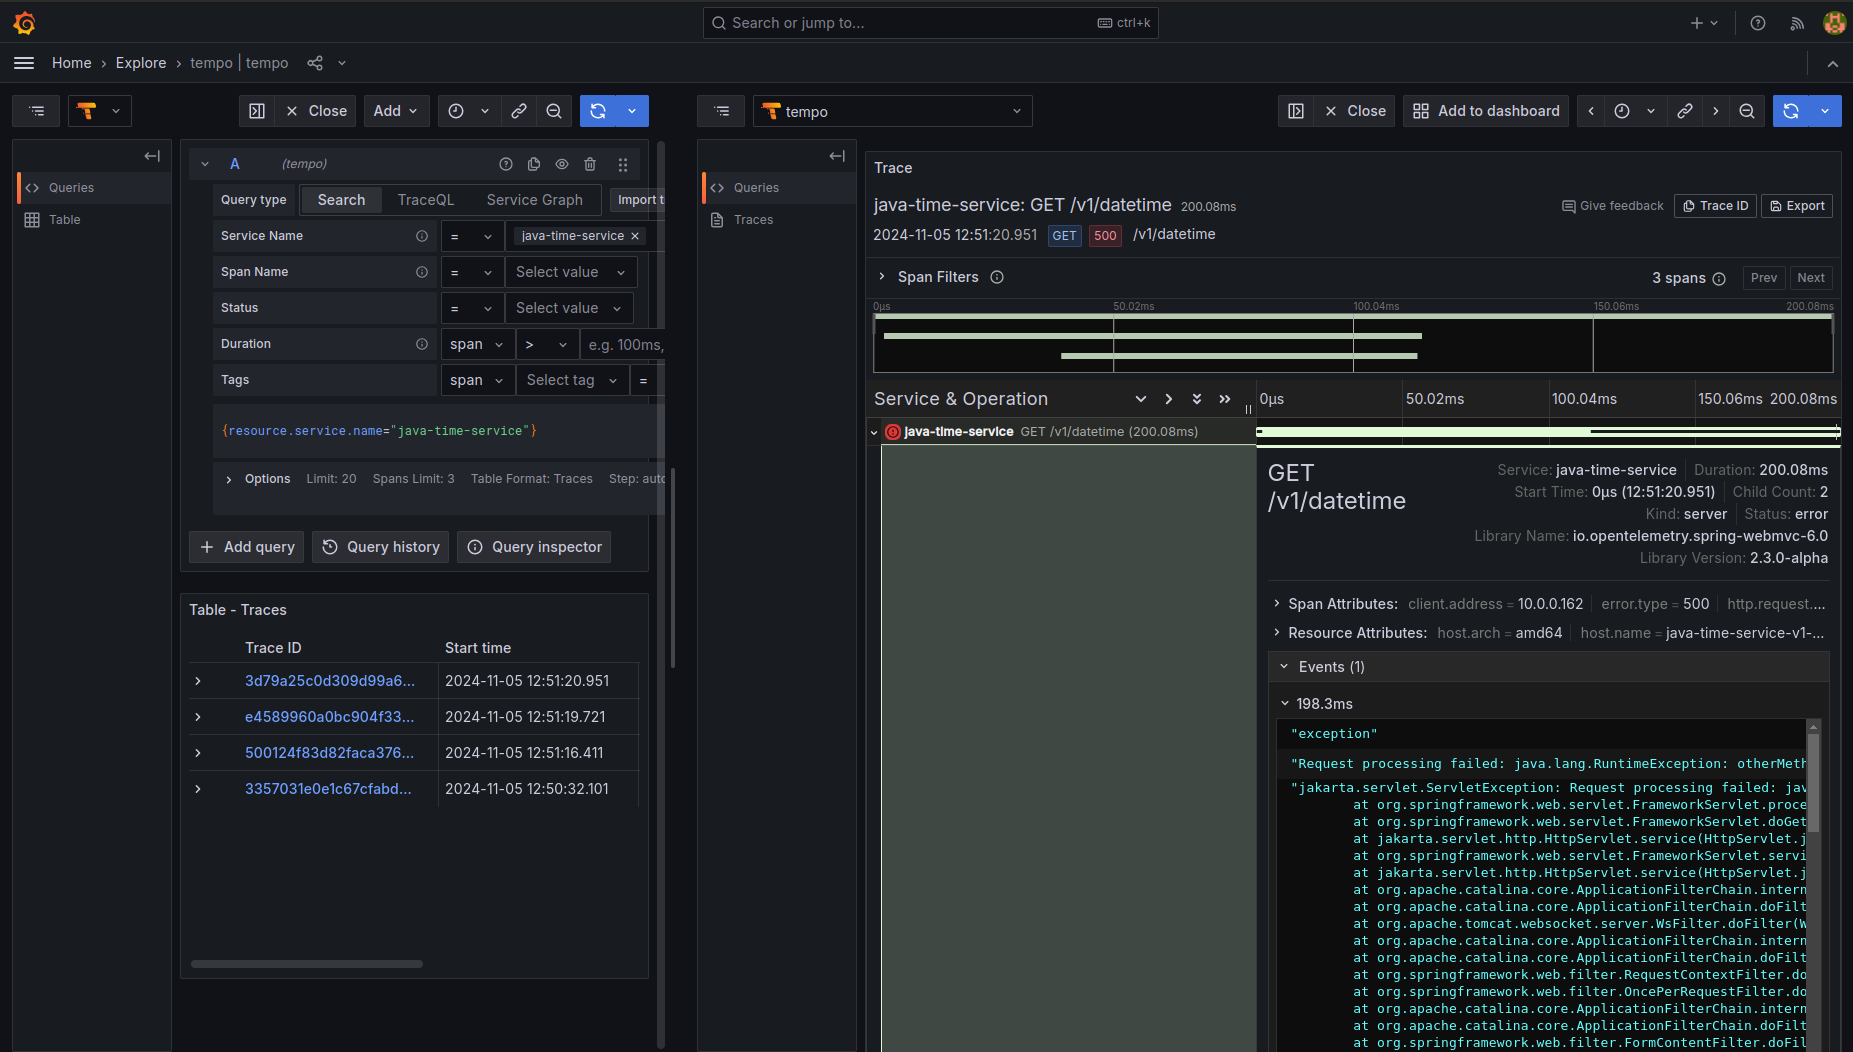 Search or jump to...
ctrl+k
Home › Explore › tempo | tempo
Close
Add
Queries
Table
A
(tempo)
Query type
Search
TraceQL
Service Graph
Import t
Service Name
=
java-time-service ×
Span Name
=
Select value
Status
=
Select value
Duration
span
>
e.g. 100ms,
Tags
span
Select tag
=
{resource.service.name="java-time-service"}
Options
Limit: 20
Spans Limit: 3
Table Format: Traces
Step: auto
Add query
Query history
Query inspector
Table - Traces
Trace ID
Start time
3d79a25c0d309d99a6...
2024-11-05 12:51:20.951
e4589960a0bc904f33...
2024-11-05 12:51:19.721
500124f83d82faca376...
2024-11-05 12:51:16.411
3357031e0e1c67cfabd...
2024-11-05 12:50:32.101
tempo
Close
Add to dashboard
Queries
Traces
Trace
java-time-service: GET /v1/datetime 200.08ms
Give feedback
Trace ID
Export
2024-11-05 12:51:20.951 GET 500 /v1/datetime
Span Filters
3 spans
Prev
Next
0µs 50.02ms 100.04ms 150.06ms 200.08ms
Service & Operation
0µs 50.02ms 100.04ms 150.06ms 200.08ms
java-time-service GET /v1/datetime (200.08ms)
GET
/v1/datetime
Service: java-time-service | Duration: 200.08ms
Start Time: 0µs (12:51:20.951) | Child Count: 2
Kind: server | Status: error
Library Name: io.opentelemetry.spring-webmvc-6.0
Library Version: 2.3.0-alpha
Span Attributes: client.address = 10.0.0.162 | error.type = 500 | http.request....
Resource Attributes: host.arch = amd64 | host.name = java-time-service-v1-...
Events (1)
198.3ms
"exception"
"Request processing failed: java.lang.RuntimeException: otherMeth
"jakarta.servlet.ServletException: Request processing failed: jav
at org.springframework.web.servlet.FrameworkServlet.proce
at org.springframework.web.servlet.FrameworkServlet.doGet
at jakarta.servlet.http.HttpServlet.service(HttpServlet.j
at org.springframework.web.servlet.FrameworkServlet.servi
at jakarta.servlet.http.HttpServlet.service(HttpServlet.j
at org.apache.catalina.core.ApplicationFilterChain.intern
at org.apache.catalina.core.ApplicationFilterChain.doFilt
at org.apache.tomcat.websocket.server.WsFilter.doFilter(W
at org.apache.catalina.core.ApplicationFilterChain.intern
at org.apache.catalina.core.ApplicationFilterChain.doFilt
at org.springframework.web.filter.RequestContextFilter.do
at org.springframework.web.filter.OncePerRequestFilter.do
at org.apache.catalina.core.ApplicationFilterChain.intern
at org.apache.catalina.core.ApplicationFilterChain.doFilt
at org.springframework.web.filter.FormContentFilter.doFil